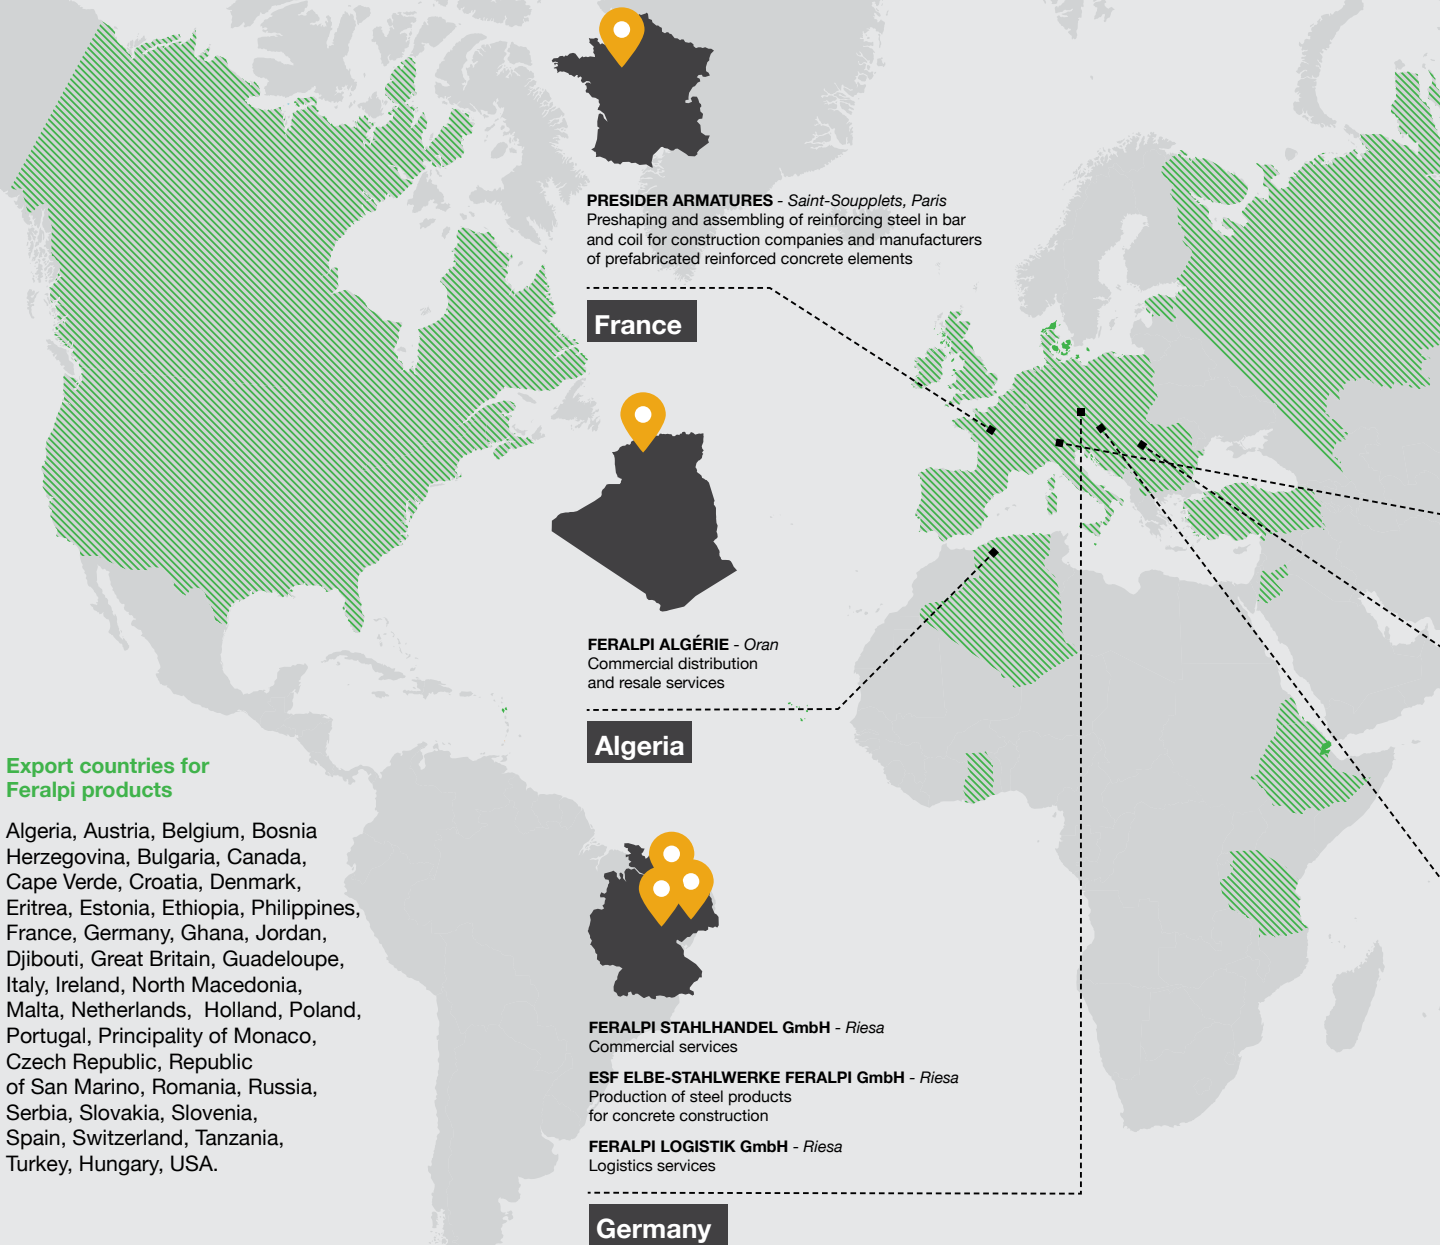 PRESIDER ARMATURES - Saint-Soupplets, Paris
Preshaping and assembling of reinforcing steel in bar
and coil for construction companies and manufacturers
of prefabricated reinforced concrete elements
France
FERALPI ALGÉRIE - Oran
Commercial distribution
and resale services
Algeria
Export countries for
Feralpi products
Algeria, Austria, Belgium, Bosnia
Herzegovina, Bulgaria, Canada,
Cape Verde, Croatia, Denmark,
Eritrea, Estonia, Ethiopia, Philippines,
France, Germany, Ghana, Jordan,
Djibouti, Great Britain, Guadeloupe,
Italy, Ireland, North Macedonia,
Malta, Netherlands, Holland, Poland,
Portugal, Principality of Monaco,
Czech Republic, Republic
of San Marino, Romania, Russia,
Serbia, Slovakia, Slovenia,
Spain, Switzerland, Tanzania,
Turkey, Hungary, USA.
FERALPI STAHLHANDEL GmbH - Riesa
Commercial services
ESF ELBE-STAHLWERKE FERALPI GmbH - Riesa
Production of steel products
for concrete construction
FERALPI LOGISTIK GmbH - Riesa
Logistics services
Germany